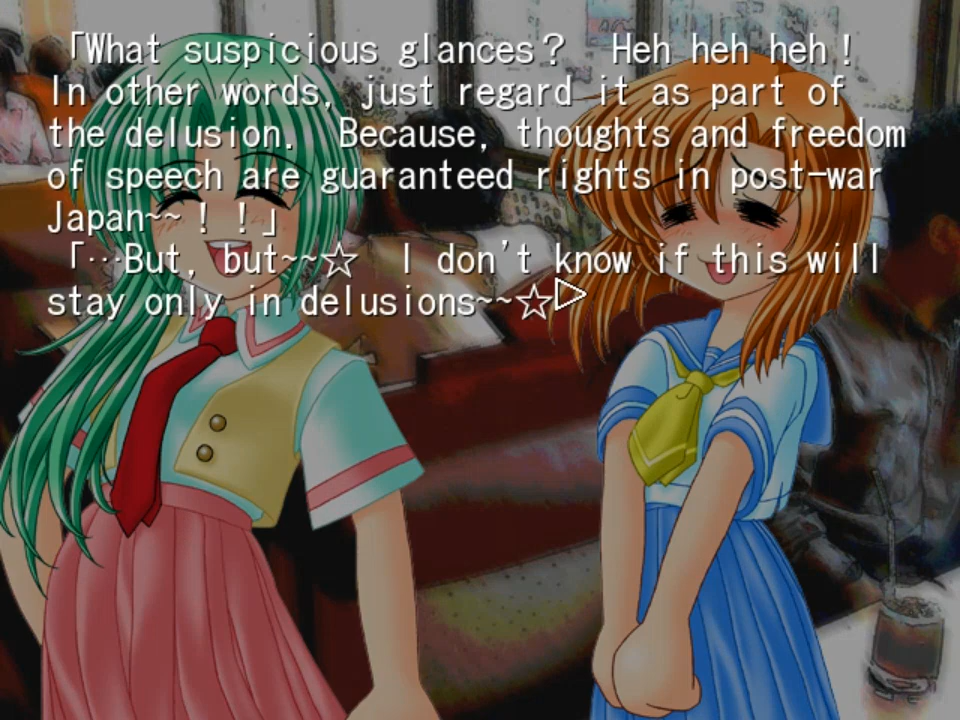 「What suspicious glances？　Heh heh heh！
In other words, just regard it as part of
the delusion.　Because, thoughts and freedom
of speech are guaranteed rights in post-war
Japan~~！！」
「…But, but~~☆　I don't know if this will
stay only in delusions~~☆